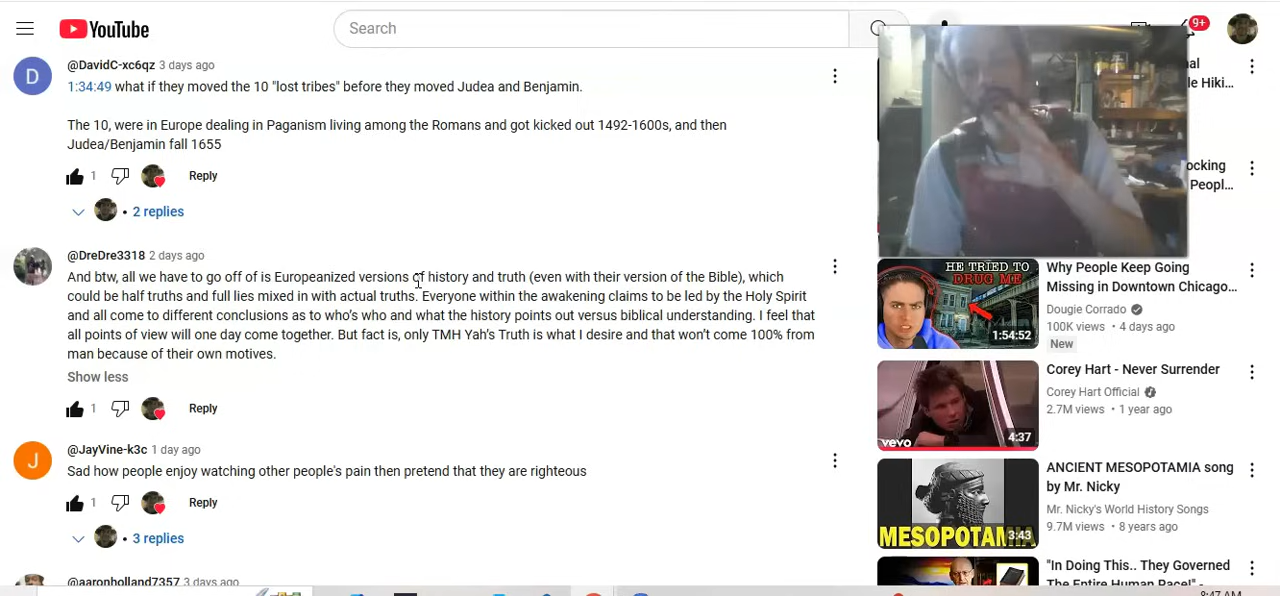 YouTube
Search
9+
@DavidC-xc6qz 3 days ago
1:34:49 what if they moved the 10 "lost tribes" before they moved Judea and Benjamin.
The 10, were in Europe dealing in Paganism living among the Romans and got kicked out 1492-1600s, and then
Judea/Benjamin fall 1655
1
Reply
2 replies
@DreDre3318 2 days ago
And btw, all we have to go off of is Europeanized versions of history and truth (even with their version of the Bible), which
could be half truths and full lies mixed in with actual truths. Everyone within the awakening claims to be led by the Holy Spirit
and all come to different conclusions as to who's who and what the history points out versus biblical understanding. I feel that
all points of view will one day come together. But fact is, only TMH Yah's Truth is what I desire and that won't come 100% from
man because of their own motives.
Show less
1
Reply
@JayVine-k3c 1 day ago
Sad how people enjoy watching other people's pain then pretend that they are righteous
1
Reply
3 replies
@aaronholland7357 3 days ago
D
J
nal
le Hiki...
ocking
Peopl...
HE TRIED TO
DRUG ME
1:54:52
Why People Keep Going
Missing in Downtown Chicago...
Dougie Corrado
100K views • 4 days ago
New
vevo
4:37
Corey Hart - Never Surrender
Corey Hart Official
2.7M views • 1 year ago
MESOPOTAMIA
3:43
ANCIENT MESOPOTAMIA song
by Mr. Nicky
Mr. Nicky's World History Songs
9.7M views • 8 years ago
"In Doing This.. They Governed
The Entire Human Race!" -
8:47 AM